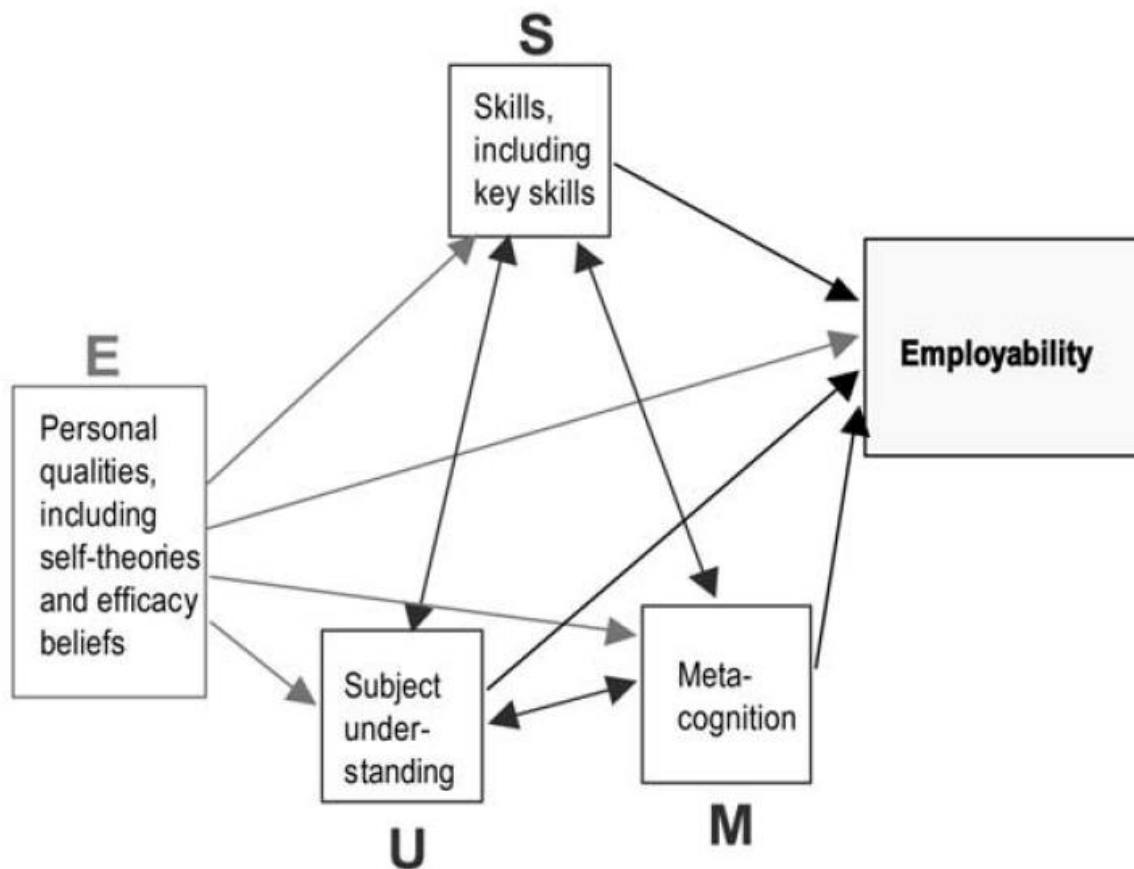 S
Skills,
including
key skills
Employability
E
Personal
qualities,
including
self-theories
and efficacy
beliefs
Subject
under-
standing
U
Meta-
cognition
M